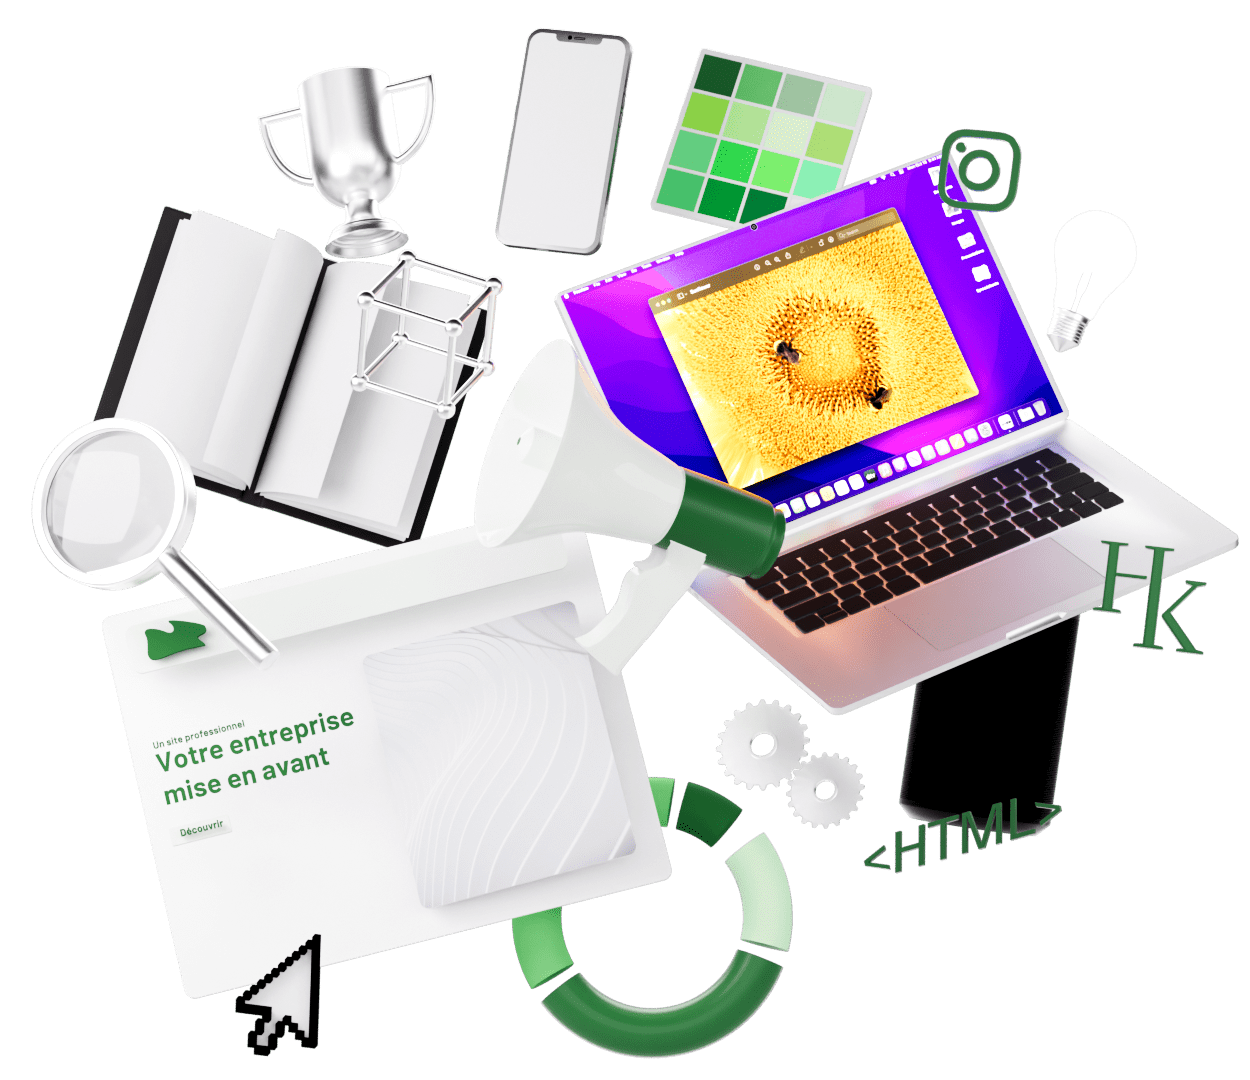 Hk
Un site professionnel
Votre entreprise
mise en avant
Découvrir
<HTML>